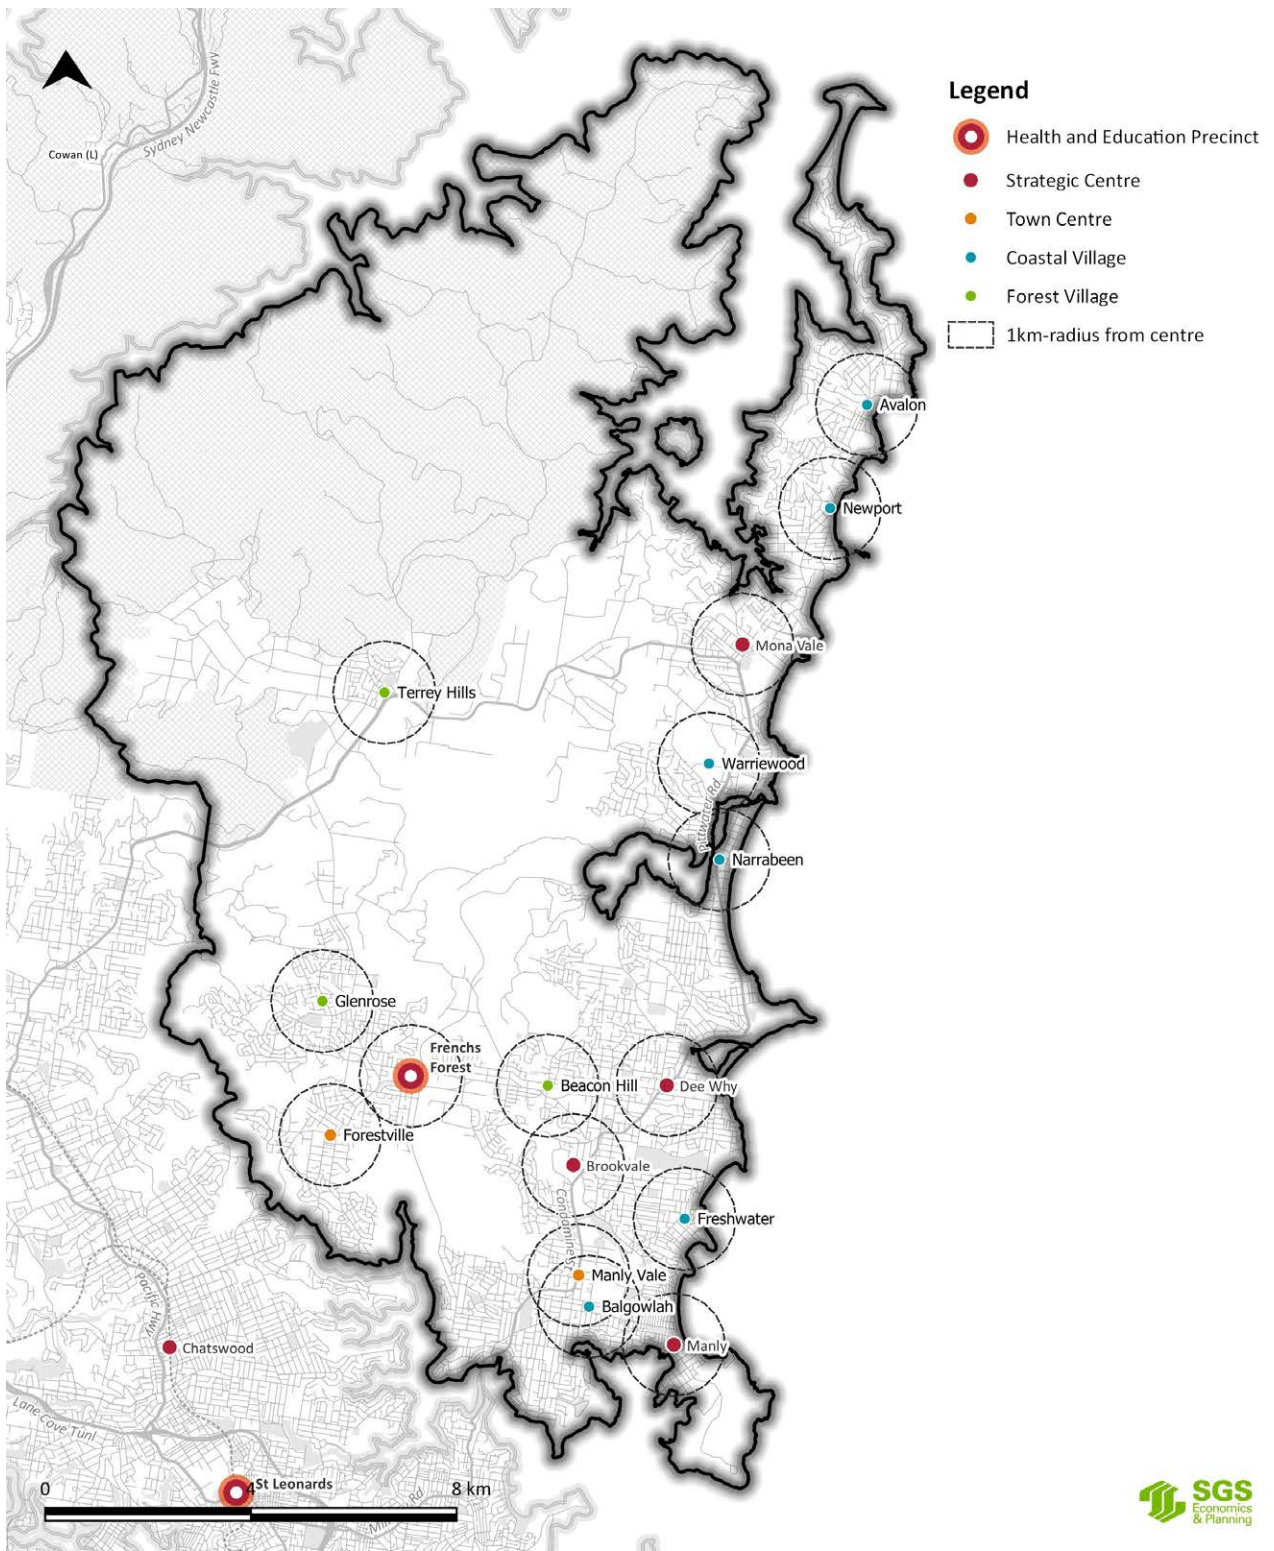 Legend
Health and Education Precinct
Strategic Centre
Town Centre
Coastal Village
Forest Village
1km-radius from centre
Sydney Newcastle Fwy
Cowan (L)
Avalon
Newport
Mona Vale
Terrey Hills
Warriewood
Pittwater Rd
Narrabeen
Glenrose
Frenchs
Forest
Beacon Hill
Dee Why
Forestville
Brookvale
Condamine St
Freshwater
Manly Vale
Balgowlah
Pacific Hwy
Chatswood
Manly
Lane Cove Tunl
St Leonards
0 4 8 km
SGS
Economics
& Planning